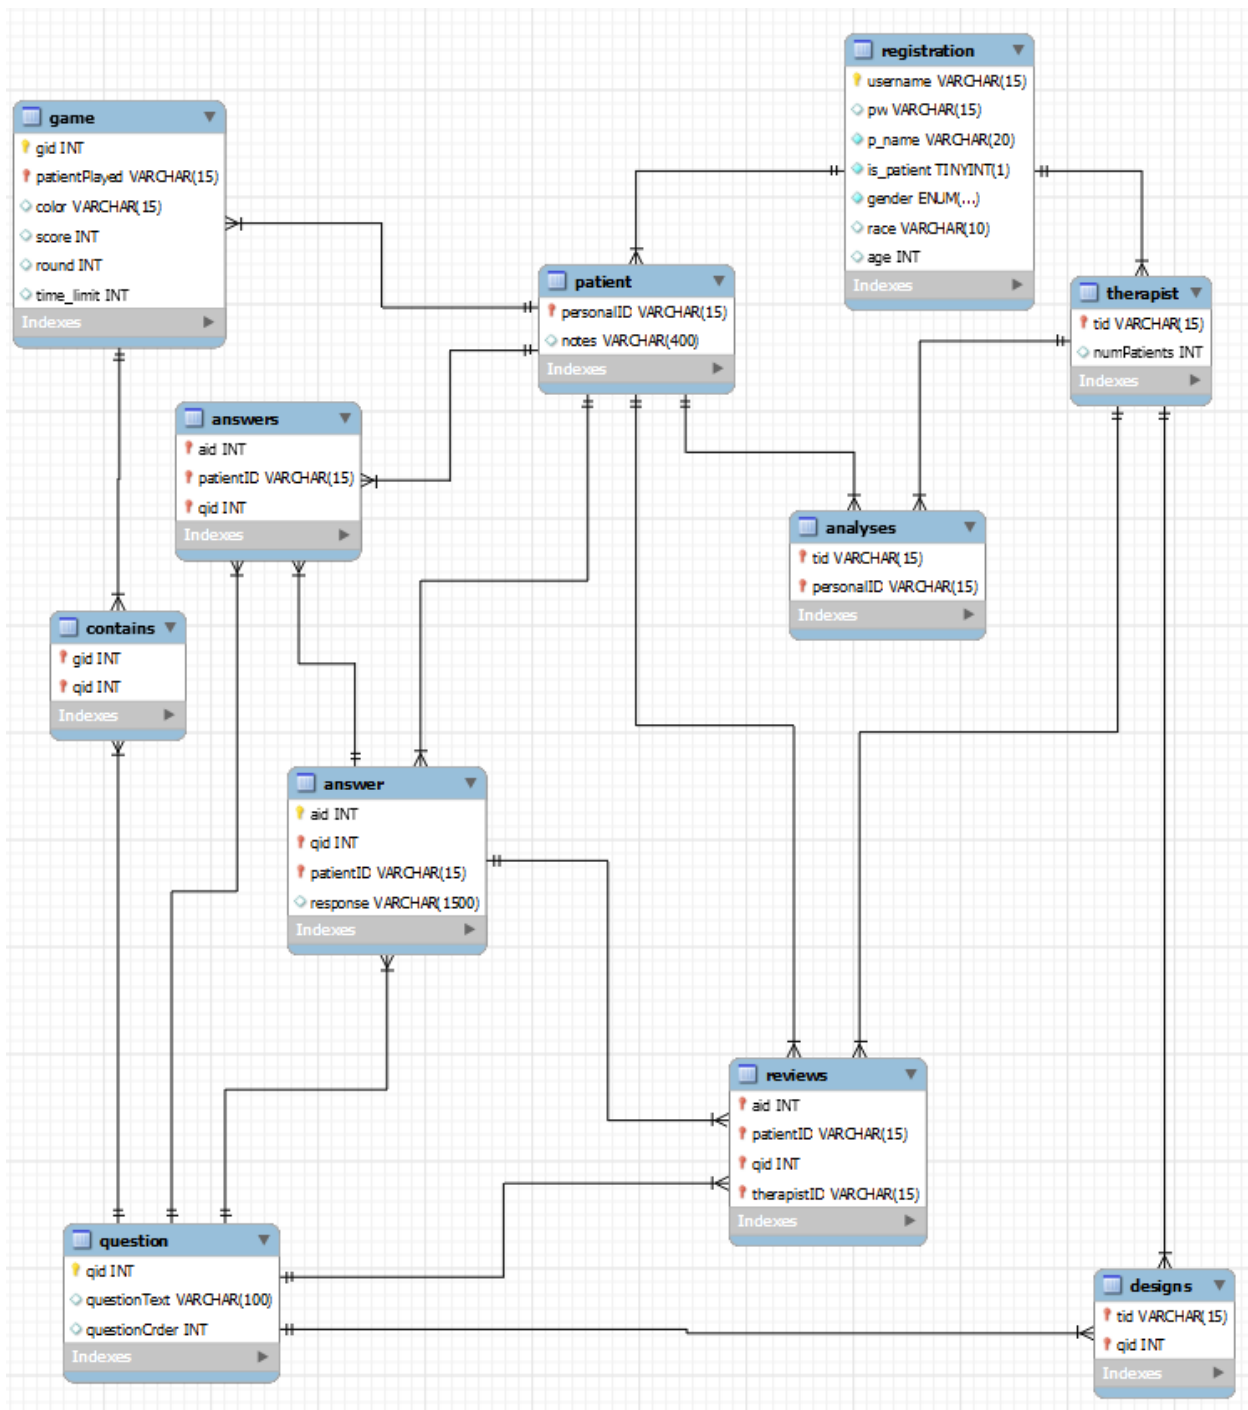 registration
username VARCHAR(15)
pw VARCHAR(15)
p_name VARCHAR(20)
is_patient TINYINT(1)
gender ENUM(...)
race VARCHAR(10)
age INT
Indexes
game
gid INT
patientPlayed VARCHAR(15)
color VARCHAR(15)
score INT
round INT
time_limit INT
Indexes
patient
personalID VARCHAR(15)
notes VARCHAR(400)
Indexes
therapist
tid VARCHAR(15)
numPatients INT
Indexes
answers
aid INT
patientID VARCHAR(15)
qid INT
Indexes
analyses
tid VARCHAR(15)
personalID VARCHAR(15)
Indexes
contains
gid INT
qid INT
Indexes
answer
aid INT
qid INT
patientID VARCHAR(15)
response VARCHAR(1500)
Indexes
reviews
aid INT
patientID VARCHAR(15)
qid INT
therapistID VARCHAR(15)
Indexes
question
qid INT
questionText VARCHAR(100)
questionOrder INT
Indexes
designs
tid VARCHAR(15)
qid INT
Indexes